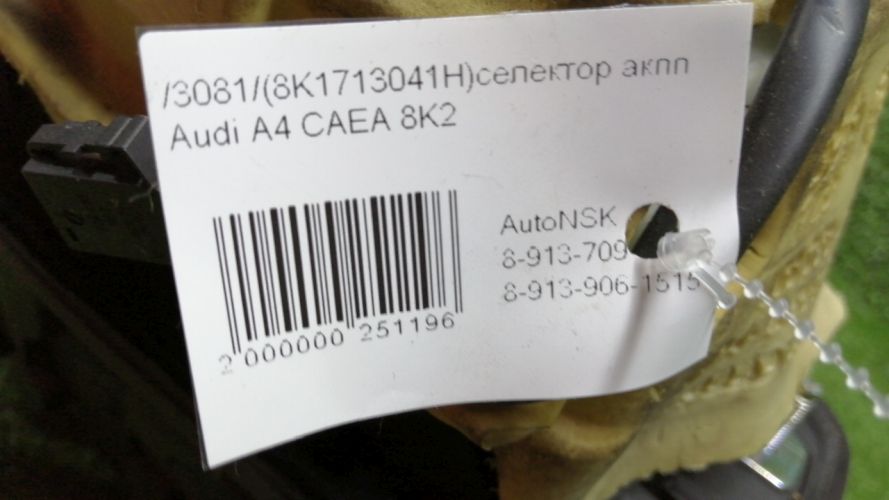 /3081/(8K1713041H)селектор акпп
Audi A4 CAEA 8K2
AutoNSK
8-913-709
8-913-906-1515
2 000000 251196